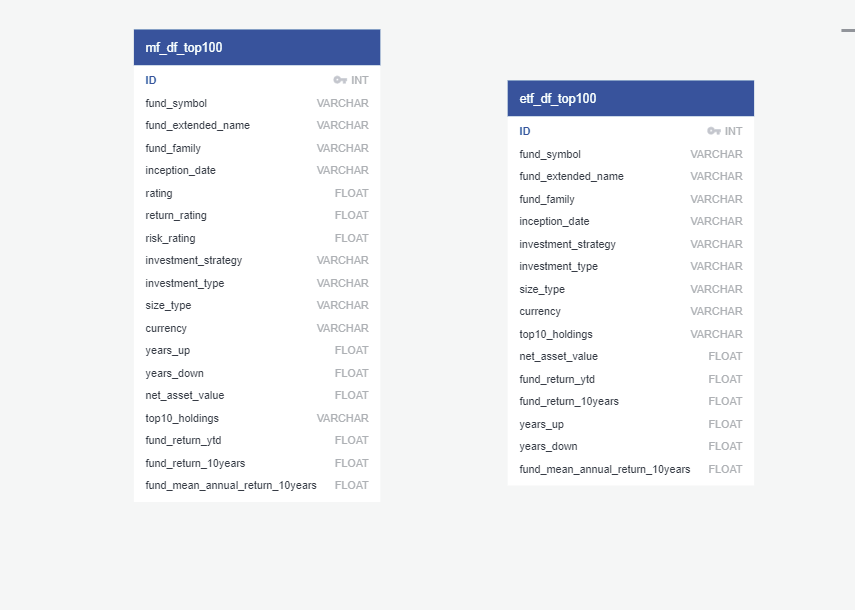 mf_df_top100
ID INT
fund_symbol VARCHAR
fund_extended_name VARCHAR
fund_family VARCHAR
inception_date VARCHAR
rating FLOAT
return_rating FLOAT
risk_rating FLOAT
investment_strategy VARCHAR
investment_type VARCHAR
size_type VARCHAR
currency VARCHAR
years_up FLOAT
years_down FLOAT
net_asset_value FLOAT
top10_holdings VARCHAR
fund_return_ytd FLOAT
fund_return_10years FLOAT
fund_mean_annual_return_10years FLOAT
etf_df_top100
ID INT
fund_symbol VARCHAR
fund_extended_name VARCHAR
fund_family VARCHAR
inception_date VARCHAR
investment_strategy VARCHAR
investment_type VARCHAR
size_type VARCHAR
currency VARCHAR
top10_holdings VARCHAR
net_asset_value FLOAT
fund_return_ytd FLOAT
fund_return_10years FLOAT
years_up FLOAT
years_down FLOAT
fund_mean_annual_return_10years FLOAT